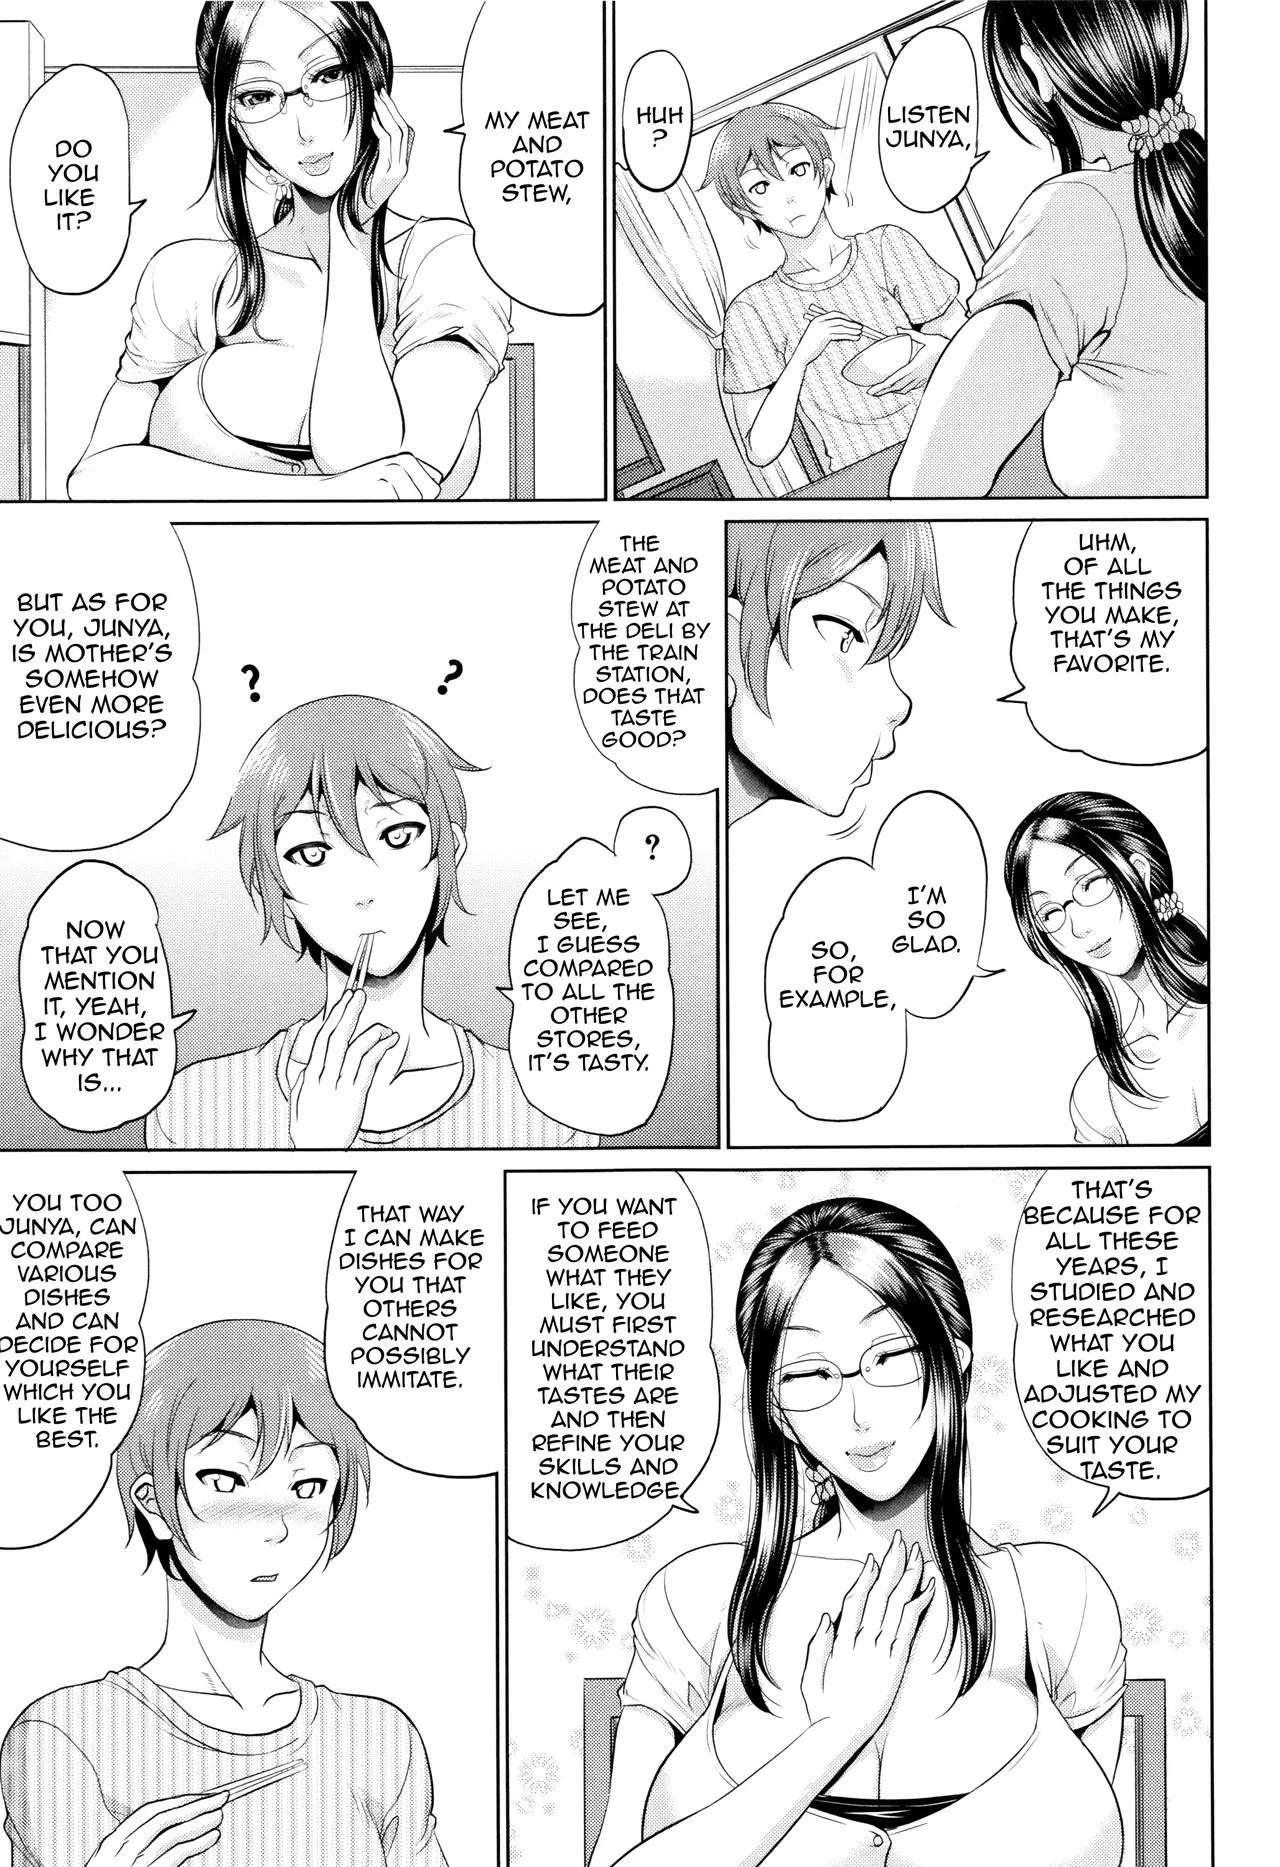 LISTEN
JUNYA,
HUH
?
MY MEAT
AND
POTATO
STEW,
DO
YOU
LIKE
IT?
UHM,
OF ALL
THE THINGS
YOU MAKE,
THAT'S MY
FAVORITE.
I'M
SO
GLAD.
SO,
FOR
EXAMPLE,
THE
MEAT AND
POTATO
STEW AT
THE DELI BY
THE TRAIN
STATION,
DOES THAT
TASTE
GOOD?
?
LET ME
SEE,
I GUESS
COMPARED
TO ALL THE
OTHER
STORES,
IT'S TASTY.
? ?
BUT AS FOR
YOU, JUNYA,
IS MOTHER'S
SOMEHOW
EVEN MORE
DELICIOUS?
NOW
THAT YOU
MENTION
IT, YEAH,
I WONDER
WHY THAT
IS...
THAT'S
BECAUSE FOR
ALL THESE
YEARS, I
STUDIED AND
RESEARCHED
WHAT YOU
LIKE AND
ADJUSTED MY
COOKING TO
SUIT YOUR
TASTE.
IF YOU WANT
TO FEED
SOMEONE
WHAT THEY
LIKE, YOU
MUST FIRST
UNDERSTAND
WHAT THEIR
TASTES ARE
AND THEN
REFINE YOUR
SKILLS AND
KNOWLEDGE
THAT WAY
I CAN MAKE
DISHES FOR
YOU THAT
OTHERS
CANNOT
POSSIBLY
IMMITATE.
YOU TOO
JUNYA, CAN
COMPARE
VARIOUS
DISHES
AND CAN
DECIDE FOR
YOURSELF
WHICH YOU
LIKE THE
BEST.